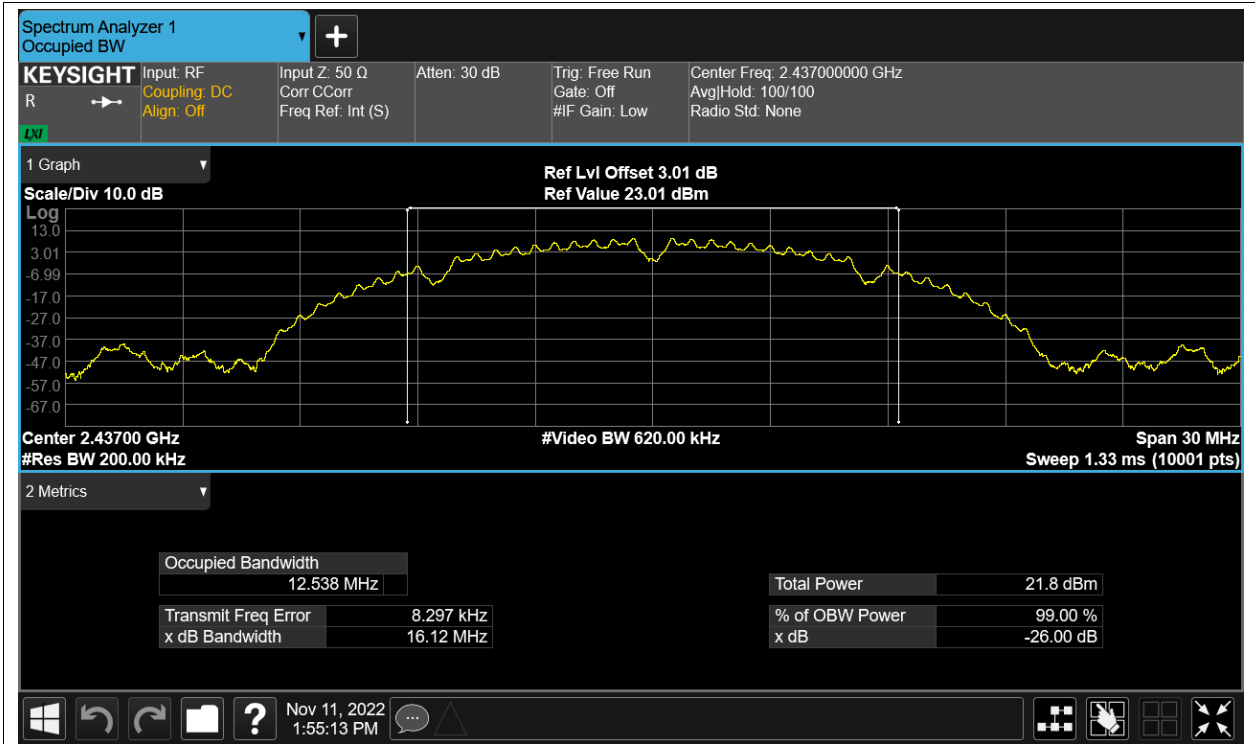 Spectrum Analyzer 1
Occupied BW
KEYSIGHT
R
LXI
Input: RF
Coupling: DC
Align: Off
Input Z: 50 Ω
Corr CCorr
Freq Ref: Int (S)
Atten: 30 dB
Trig: Free Run
Gate: Off
#IF Gain: Low
Center Freq: 2.437000000 GHz
Avg|Hold: 100/100
Radio Std: None
1 Graph
Scale/Div 10.0 dB
Ref Lvl Offset 3.01 dB
Ref Value 23.01 dBm
Log
13.0
3.01
-6.99
-17.0
-27.0
-37.0
-47.0
-57.0
-67.0
Center 2.43700 GHz
#Video BW 620.00 kHz
Span 30 MHz
#Res BW 200.00 kHz
Sweep 1.33 ms (10001 pts)
2 Metrics
Occupied Bandwidth
12.538 MHz
Total Power 21.8 dBm
Transmit Freq Error 8.297 kHz
% of OBW Power 99.00 %
x dB Bandwidth 16.12 MHz
x dB -26.00 dB
?
Nov 11, 2022
1:55:13 PM